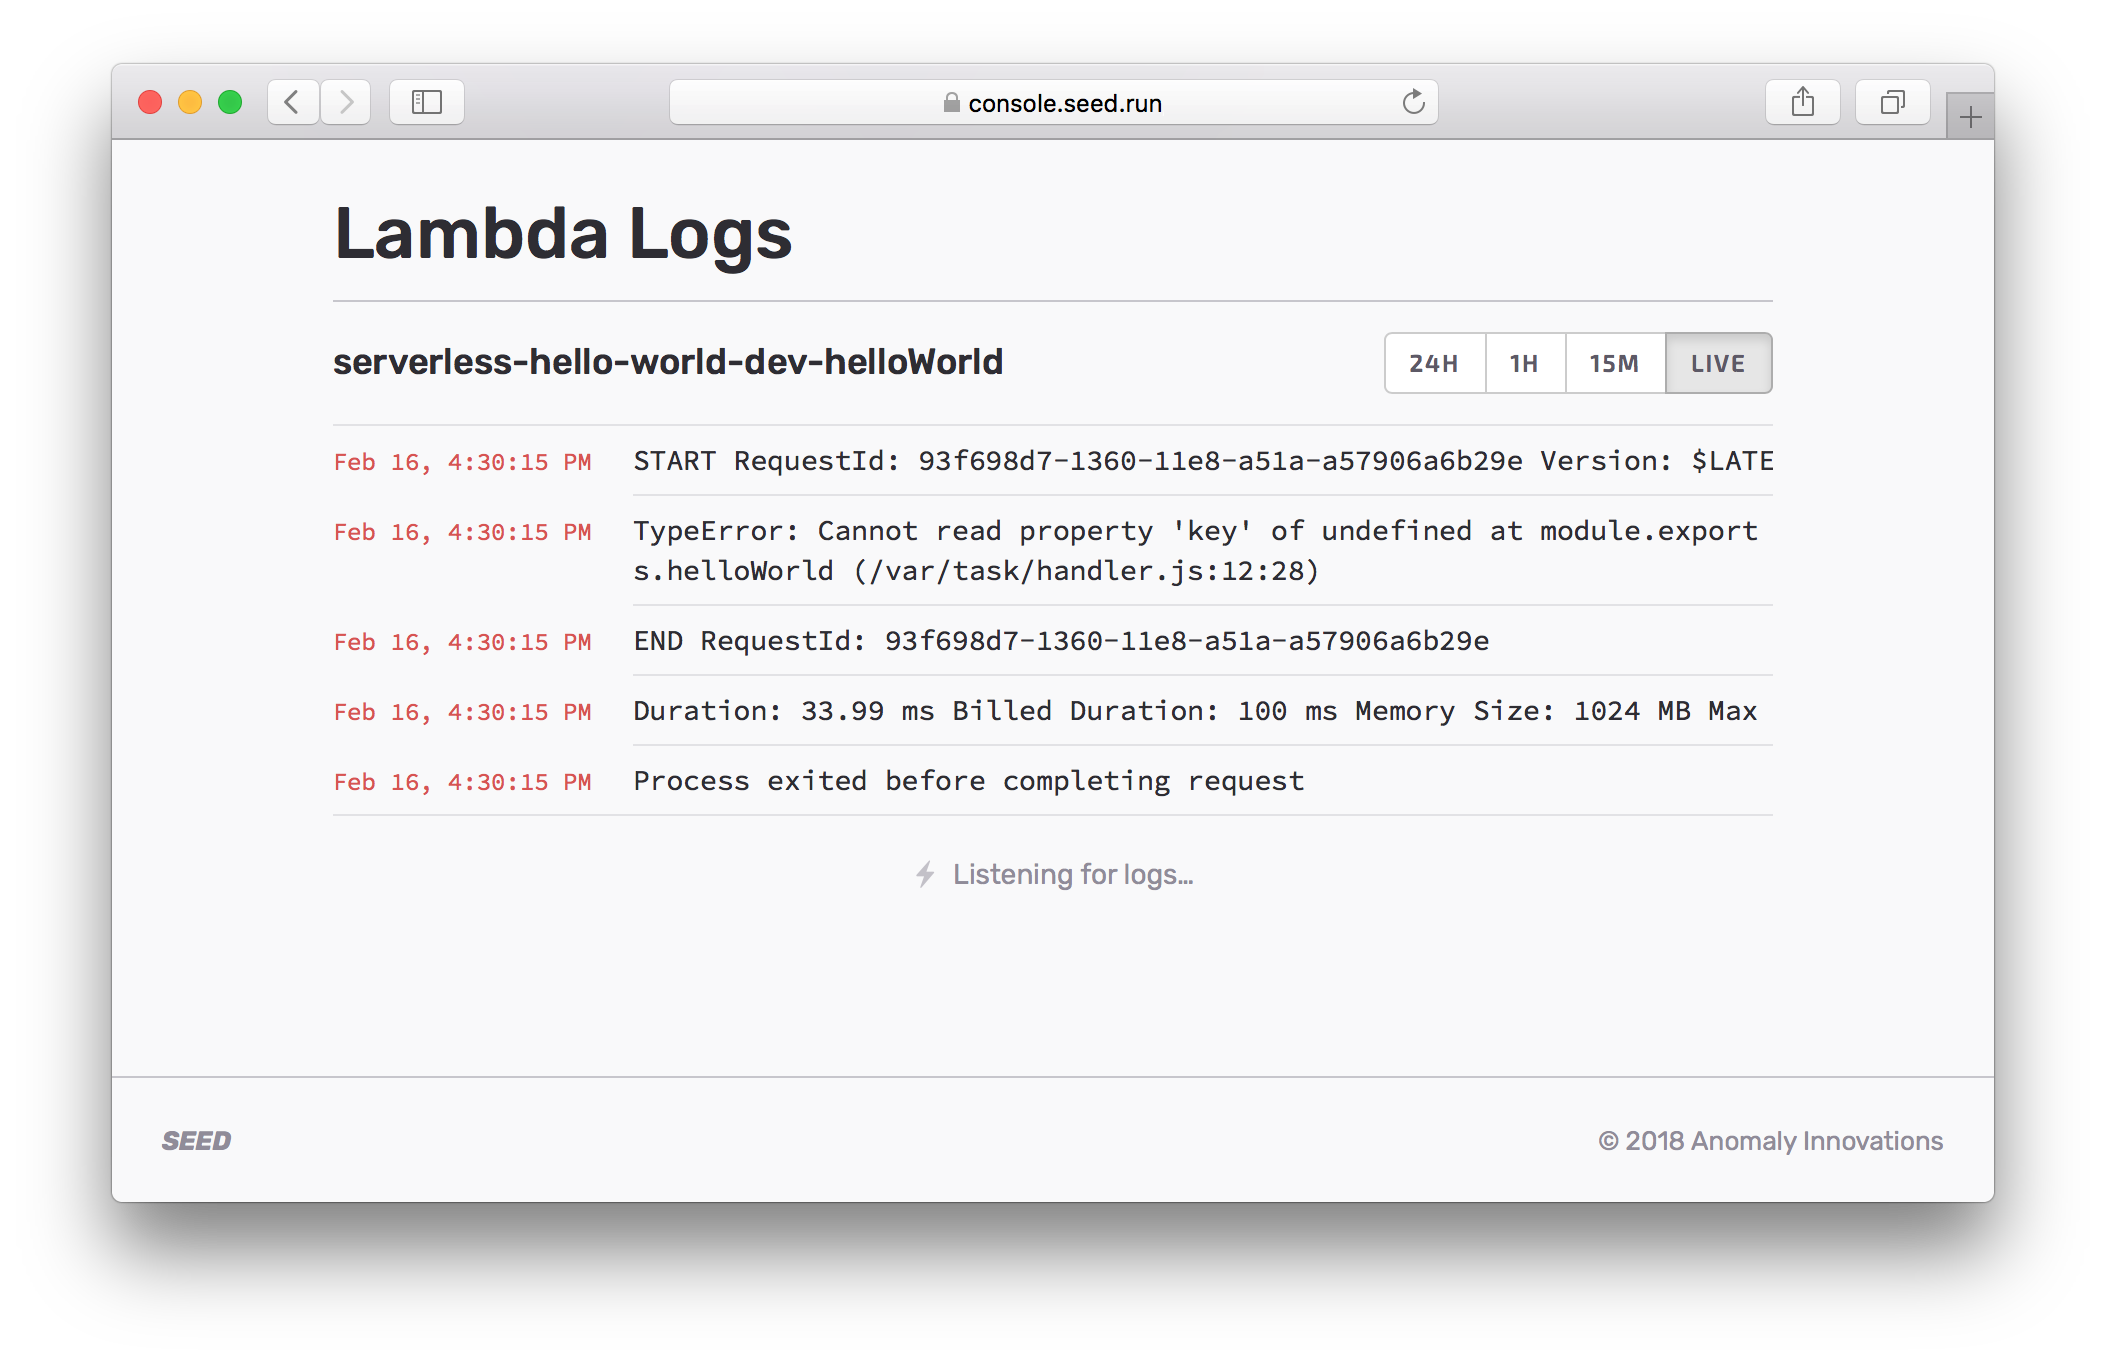 console.seed.run
Lambda Logs
serverless-hello-world-dev-helloWorld
24H 1H 15M LIVE
Feb 16, 4:30:15 PM START RequestId: 93f698d7-1360-11e8-a51a-a57906a6b29e Version: $LATE
Feb 16, 4:30:15 PM TypeError: Cannot read property 'key' of undefined at module.export
s.helloWorld (/var/task/handler.js:12:28)
Feb 16, 4:30:15 PM END RequestId: 93f698d7-1360-11e8-a51a-a57906a6b29e
Feb 16, 4:30:15 PM Duration: 33.99 ms Billed Duration: 100 ms Memory Size: 1024 MB Max
Feb 16, 4:30:15 PM Process exited before completing request
Listening for logs...
SEED
© 2018 Anomaly Innovations